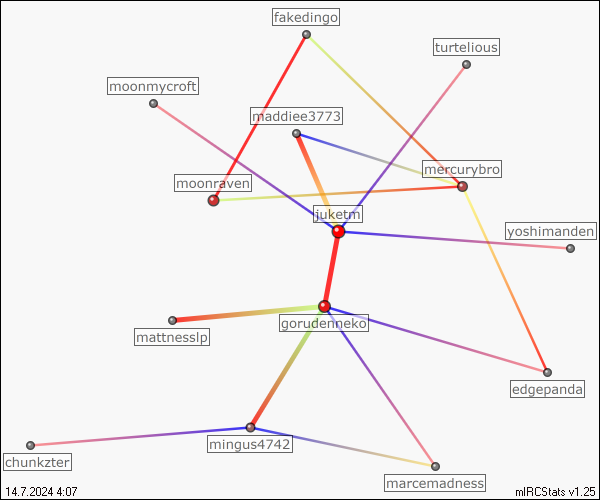 fakedingo
turtelious
moonmycroft
maddiee3773
mercurybro
moonraven
juketm
yoshimanden
gorudenneko
mattnesslp
edgepanda
mingus4742
chunkzter
marcemadness
14.7.2024 4:07
mIRCStats v1.25